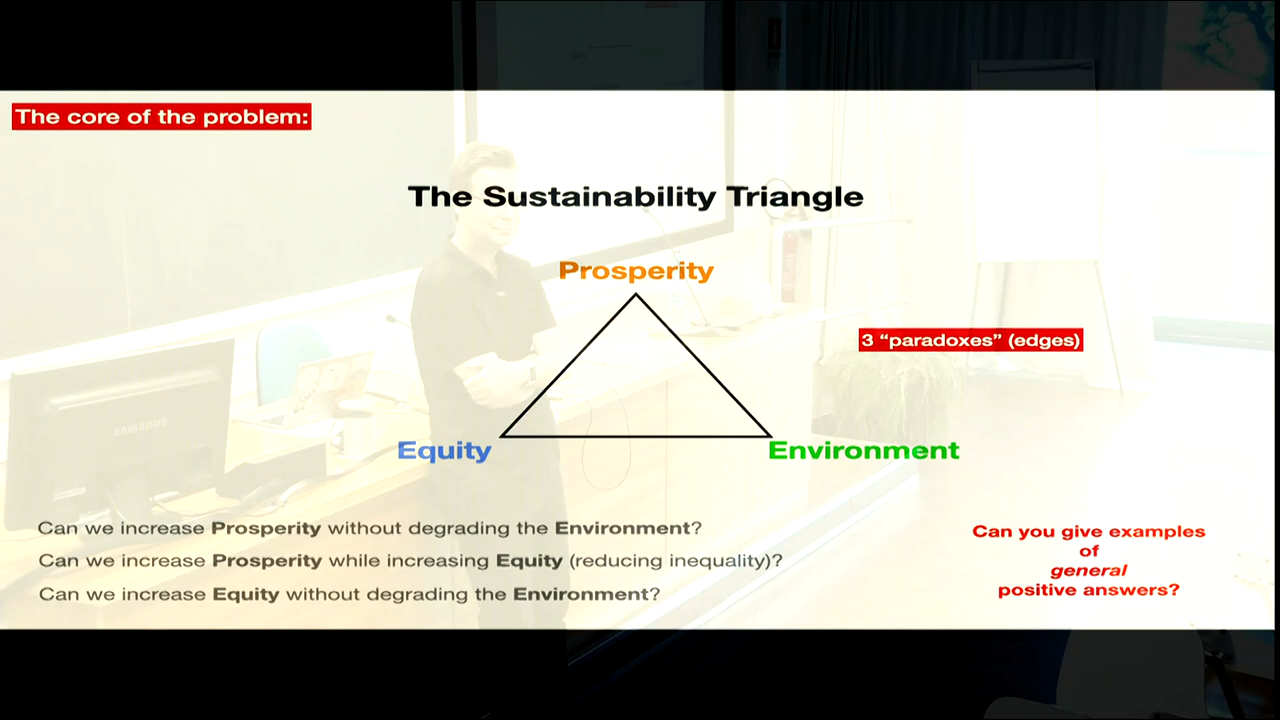 The core of the problem:
The Sustainability Triangle
Prosperity
3 “paradoxes” (edges)
Equity
Environment
SAMSUNG
Can we increase Prosperity without degrading the Environment?
Can we increase Prosperity while increasing Equity (reducing inequality)?
Can we increase Equity without degrading the Environment?
Can you give examples
of
general
positive answers?